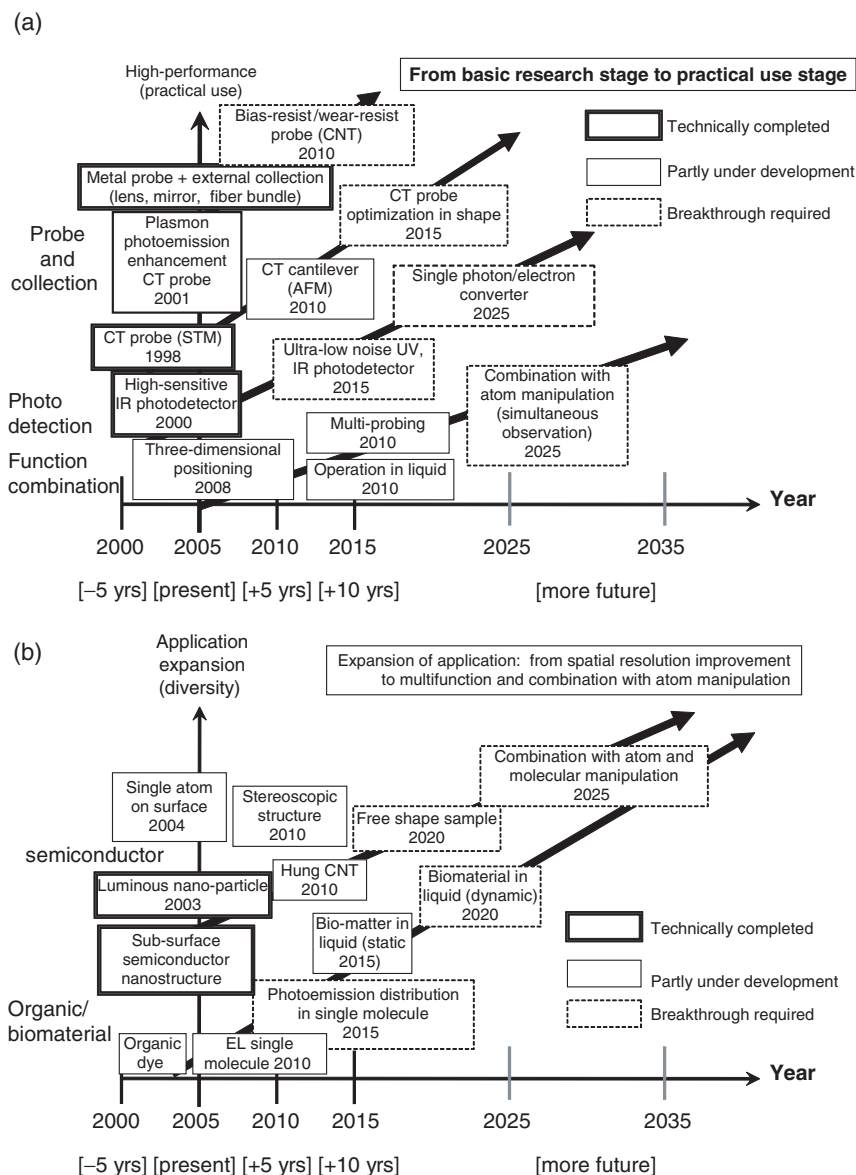 (a)
High-performance
(practical use)
From basic research stage to practical use stage
Bias-resist/wear-resist
probe (CNT)
2010
Technically completed
Partly under development
Breakthrough required
Metal probe + external collection
(lens, mirror, fiber bundle)
CT probe
optimization in shape
2015
Probe
and
collection
Plasmon
photoemission
enhancement
CT probe
2001
CT cantilever
(AFM)
2010
Single photon/electron
converter
2025
CT probe (STM)
1998
Ultra-low noise UV,
IR photodetector
2015
Combination with
atom manipulation
(simultaneous
observation)
2025
Photo
detection
High-sensitive
IR photodetector
2000
Multi-probing
2010
Function
combination
Three-dimensional
positioning
2008
Operation in liquid
2010
Year
2000 2005 2010 2015 2025 2035
[−5 yrs] [present] [+5 yrs] [+10 yrs] [more future]
(b)
Application
expansion
(diversity)
Expansion of application: from spatial resolution improvement
to multifunction and combination with atom manipulation
Single atom
on surface
2004
Stereoscopic
structure
2010
Combination with atom and
molecular manipulation
2025
Free shape sample
2020
semiconductor
Hung CNT
2010
Luminous nano-particle
2003
Biomaterial in
liquid (dynamic)
2020
Sub-surface
semiconductor
nanostructure
Bio-matter
in liquid (static
2015)
Technically completed
Partly under development
Breakthrough required
Organic/
biomaterial
Photoemission distribution
in single molecule
2015
Organic
dye
EL single
molecule 2010
Year
2000 2005 2010 2015 2025 2035
[−5 yrs] [present] [+5 yrs] [+10 yrs] [more future]